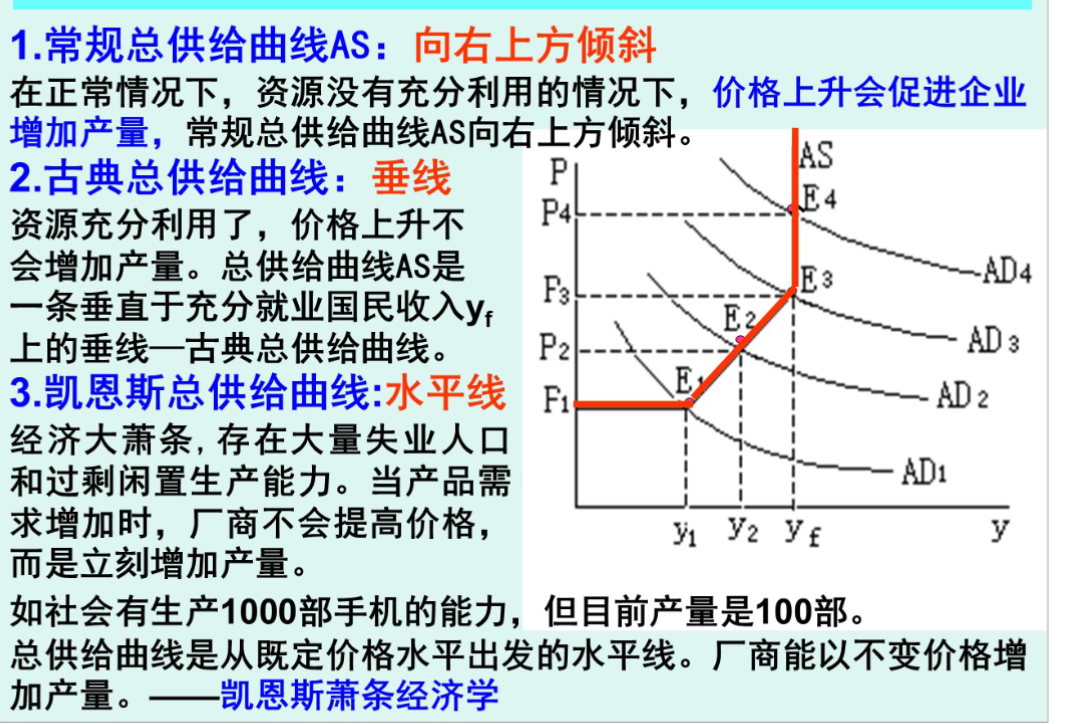 1.常规总供给曲线AS：向右上方倾斜
在正常情况下，资源没有充分利用的情况下，价格上升会促进企业
增加产量，常规总供给曲线AS向右上方倾斜。
2.古典总供给曲线：垂线
资源充分利用了，价格上升不
会增加产量。总供给曲线AS是
一条垂直于充分就业国民收入yf
上的垂线—古典总供给曲线。
3.凯恩斯总供给曲线:水平线
经济大萧条,存在大量失业人口
和过剩闲置生产能力。当产品需
求增加时，厂商不会提高价格，
而是立刻增加产量。
如社会有生产1000部手机的能力，但目前产量是100部。
总供给曲线是从既定价格水平出发的水平线。厂商能以不变价格增
加产量。——凯恩斯萧条经济学
P
AS
P4
E4
AD4
P3
E3
AD3
P2
E2
AD2
P1
E1
AD1
y1
y2
yf
y